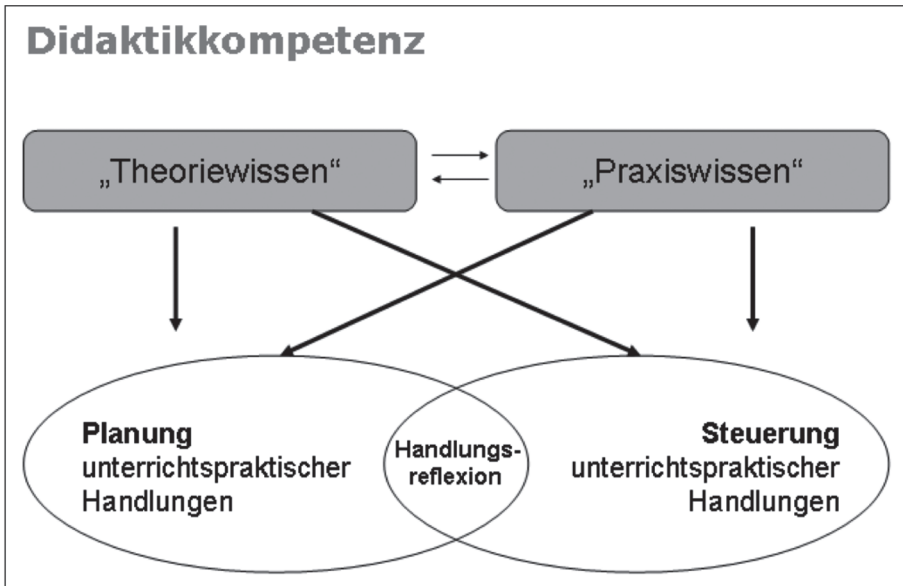 Didaktikkompetenz
„Theoriewissen“
„Praxiswissen“
Planung
unterrichtspraktischer
Handlungen
Handlungs-
reflexion
Steuerung
unterrichtspraktischer
Handlungen